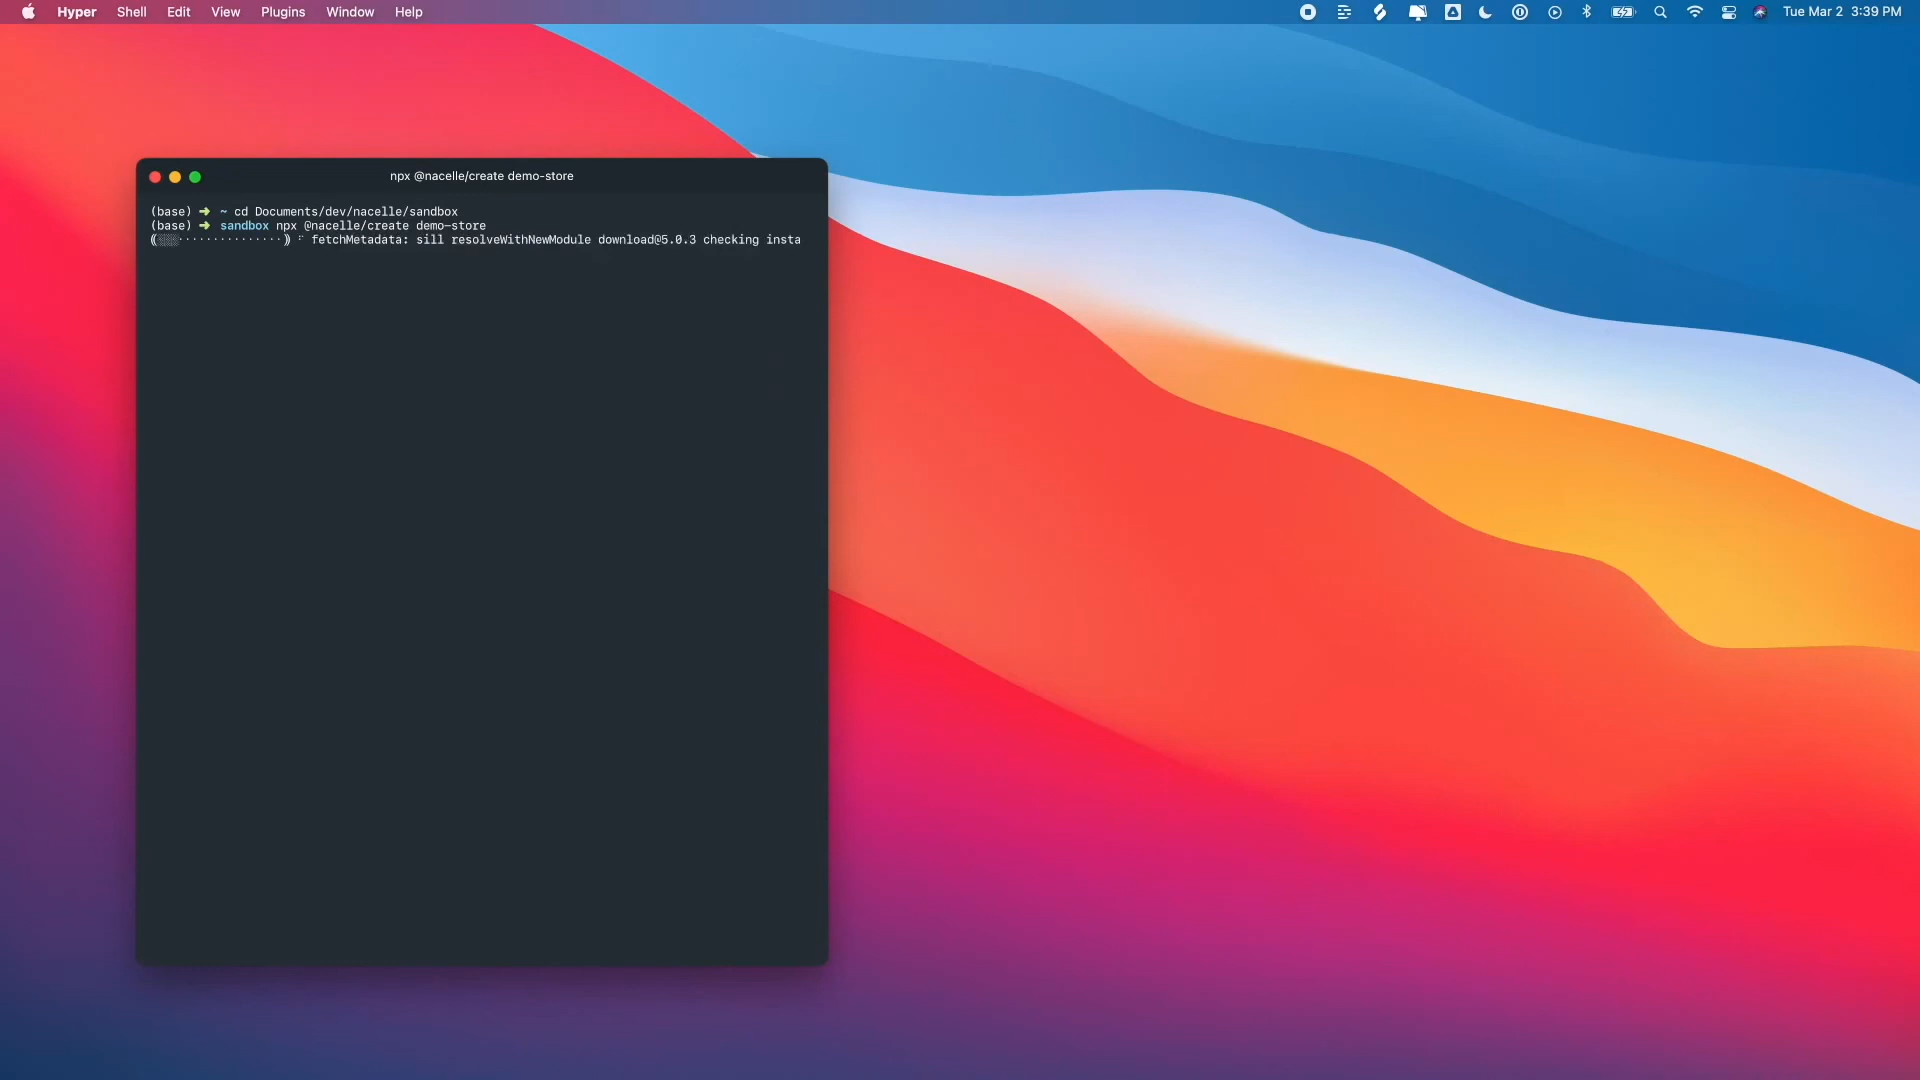 Hyper Shell Edit View Plugins Window Help Tue Mar 2 3:39 PM
npx @nacelle/create demo-store
(base) ➜ ~ cd Documents/dev/nacelle/sandbox
(base) ➜ sandbox npx @nacelle/create demo-store
⸨░░░···············⸩ ⠋ fetchMetadata: sill resolveWithNewModule download@5.0.3 checking insta